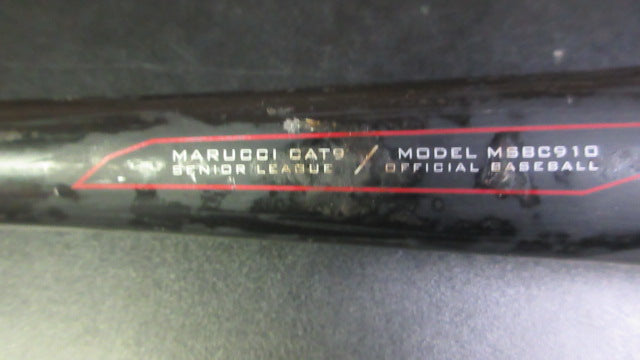 MARUCCI CAT9 / MODEL MSBC910
SENIOR LEAGUE / OFFICIAL BASEBALL